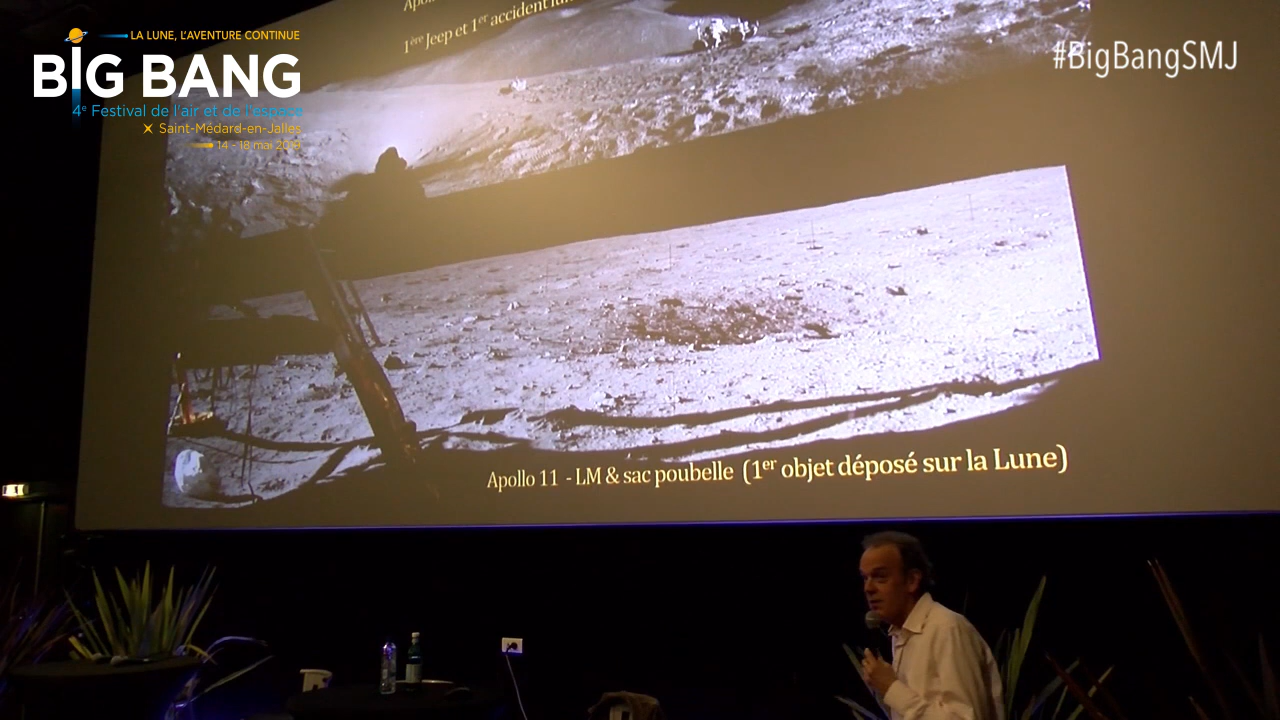 LA LUNE, L'AVENTURE CONTINUE
BIG BANG
4e Festival de l'air et de l'espace
Saint-Médard-en-Jalles
14 - 18 mai 2019
#BigBangSMJ
1ère Jeep et 1er accident
Apollo 11 - LM & sac poubelle (1er objet déposé sur la Lune)